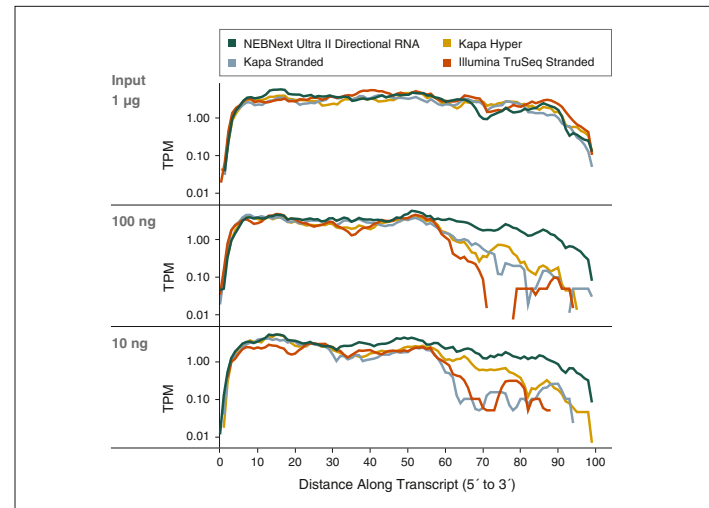 NEBNext Ultra II Directional RNA
Kapa Hyper
Kapa Stranded
Illumina TruSeq Stranded
Input
1 µg
TPM
1.00
0.10
0.01
100 ng
TPM
1.00
0.10
0.01
10 ng
TPM
1.00
0.10
0.01
0 10 20 30 40 50 60 70 80 90 100
Distance Along Transcript (5´ to 3´)